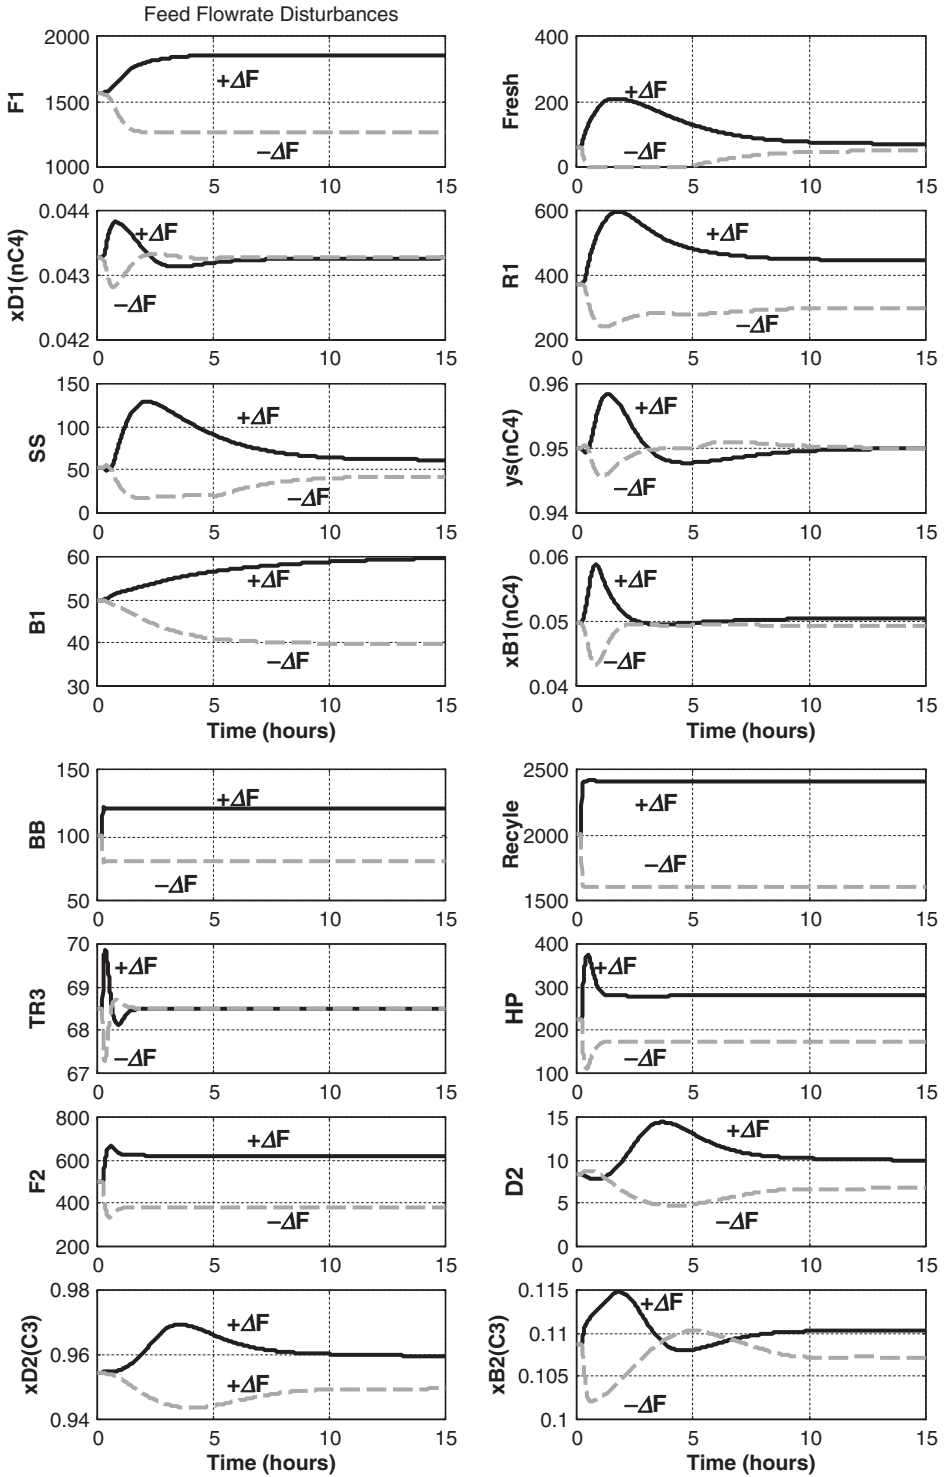 Feed Flowrate Disturbances
F1
2000
1500
1000
+ΔF
−ΔF
0 5 10 15
Fresh
400
200
0
+ΔF
−ΔF
0 5 10 15
xD1(nC4)
0.044
0.043
0.042
+ΔF
−ΔF
0 5 10 15
R1
600
400
200
+ΔF
−ΔF
0 5 10 15
SS
150
100
50
0
+ΔF
−ΔF
0 5 10 15
ys(nC4)
0.96
0.95
0.94
+ΔF
−ΔF
0 5 10 15
B1
60
50
40
30
+ΔF
−ΔF
0 5 10 15
Time (hours)
xB1(nC4)
0.06
0.05
0.04
+ΔF
−ΔF
0 5 10 15
Time (hours)
BB
150
100
50
+ΔF
−ΔF
0 5 10 15
Recyle
2500
2000
1500
+ΔF
−ΔF
0 5 10 15
TR3
70
69
68
67
+ΔF
−ΔF
0 5 10 15
HP
400
300
200
100
+ΔF
−ΔF
0 5 10 15
F2
800
600
400
200
+ΔF
−ΔF
0 5 10 15
D2
15
10
5
0
+ΔF
−ΔF
0 5 10 15
xD2(C3)
0.98
0.96
0.94
+ΔF
+ΔF
0 5 10 15
Time (hours)
xB2(C3)
0.115
0.11
0.105
0.1
+ΔF
−ΔF
0 5 10 15
Time (hours)